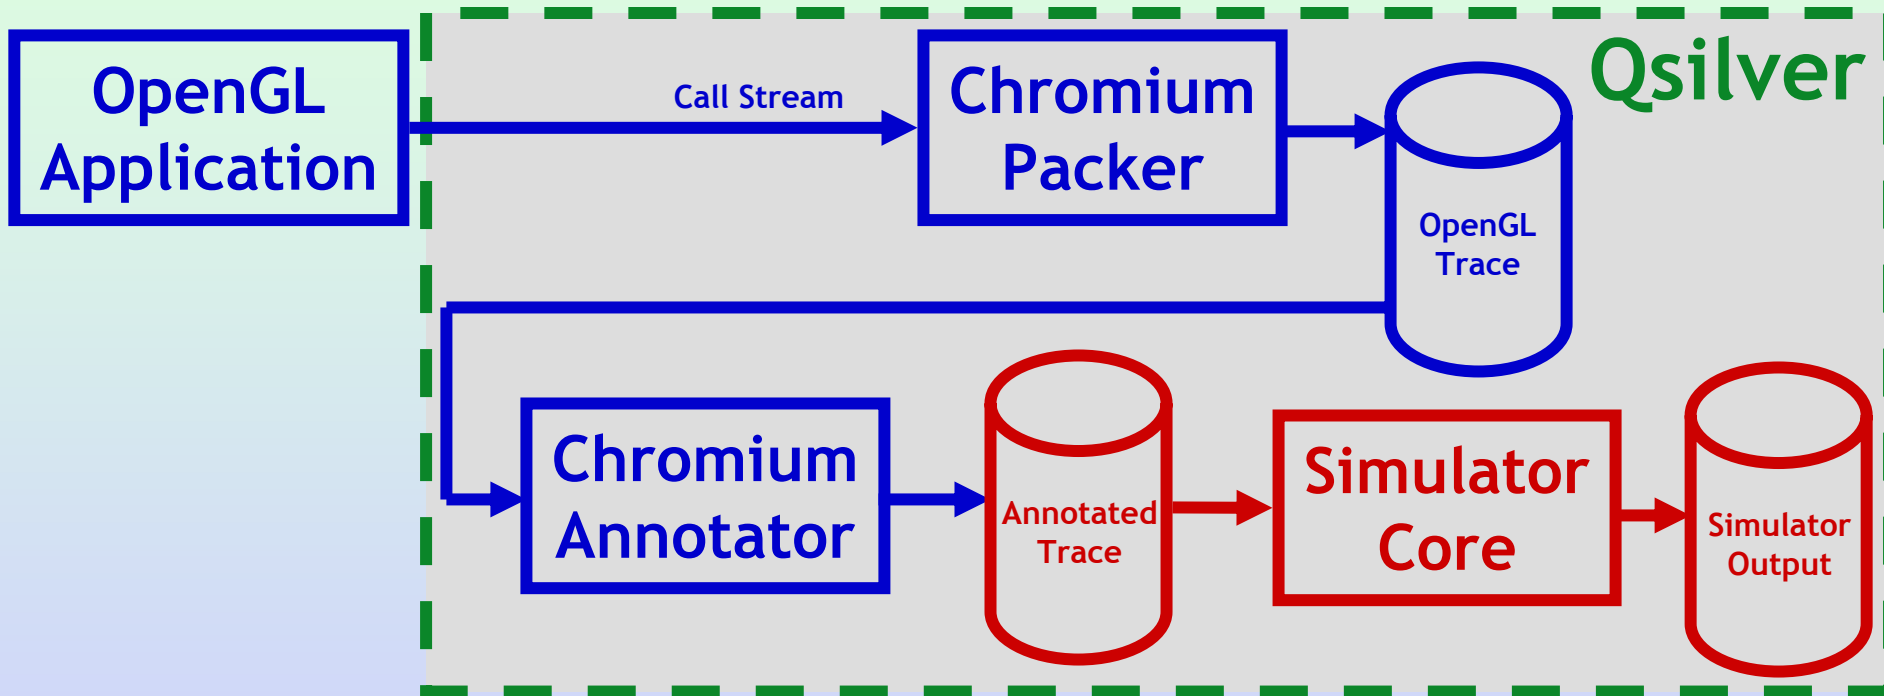 OpenGL
Application
Call Stream
Chromium
Packer
Qsilver
OpenGL
Trace
Chromium
Annotator
Annotated
Trace
Simulator
Core
Simulator
Output